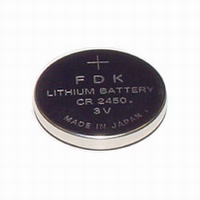 +
FDK
LITHIUM BATTERY
CR 2450
3V
MADE IN JAPAN